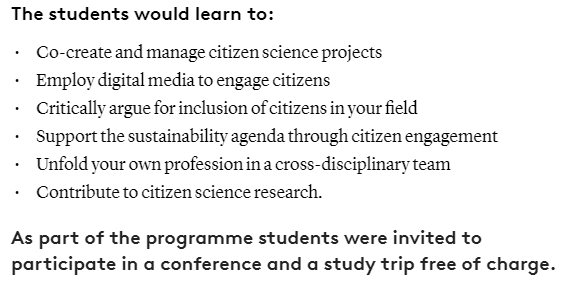 The students would learn to:
· Co-create and manage citizen science projects
· Employ digital media to engage citizens
· Critically argue for inclusion of citizens in your field
· Support the sustainability agenda through citizen engagement
· Unfold your own profession in a cross-disciplinary team
· Contribute to citizen science research.
As part of the programme students were invited to
participate in a conference and a study trip free of charge.